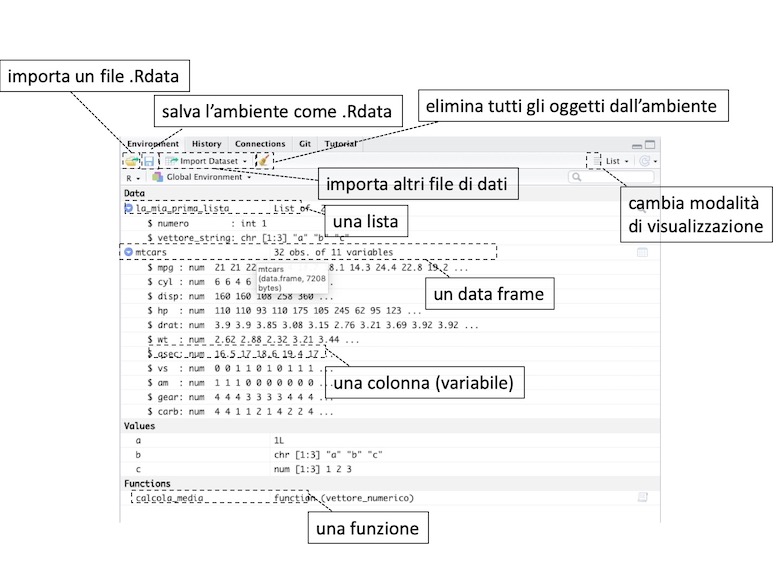 importa un file .Rdata
salva l'ambiente come .Rdata
elimina tutti gli oggetti dall'ambiente
Environment History Connections Git Tutorial
Import Dataset List
R Global Environment
importa altri file di dati
cambia modalità
di visualizzazione
Data
la_mia_prima_lista List of 2
una lista
$ numero : int 1
$ vettore_string: chr [1:3] "a" "b" "c"
mtcars 32 obs. of 11 variables
$ mpg : num 21 21 22 18.1 14.3 24.4 22.8 19.2 ...
mtcars
(data.frame, 7208
bytes)
$ cyl : num 6 6 4 6 ...
un data frame
$ disp: num 160 160 108 258 360 ...
$ hp : num 110 110 93 110 175 105 245 62 95 123 ...
$ drat: num 3.9 3.9 3.85 3.08 3.15 2.76 3.21 3.69 3.92 3.92 ...
$ wt : num 2.62 2.88 2.32 3.21 3.44 ...
$ qsec: num 16.5 17 18.6 19.4 17 ...
$ vs : num 0 0 1 1 0 1 0 1 1 1 ...
una colonna (variabile)
$ am : num 1 1 1 0 0 0 0 0 0 0 ...
$ gear: num 4 4 4 3 3 3 3 4 4 4 ...
$ carb: num 4 4 1 1 2 1 4 2 2 4 ...
Values
a 1L
b chr [1:3] "a" "b" "c"
c num [1:3] 1 2 3
Functions
calcola_media function (vettore_numerico)
una funzione